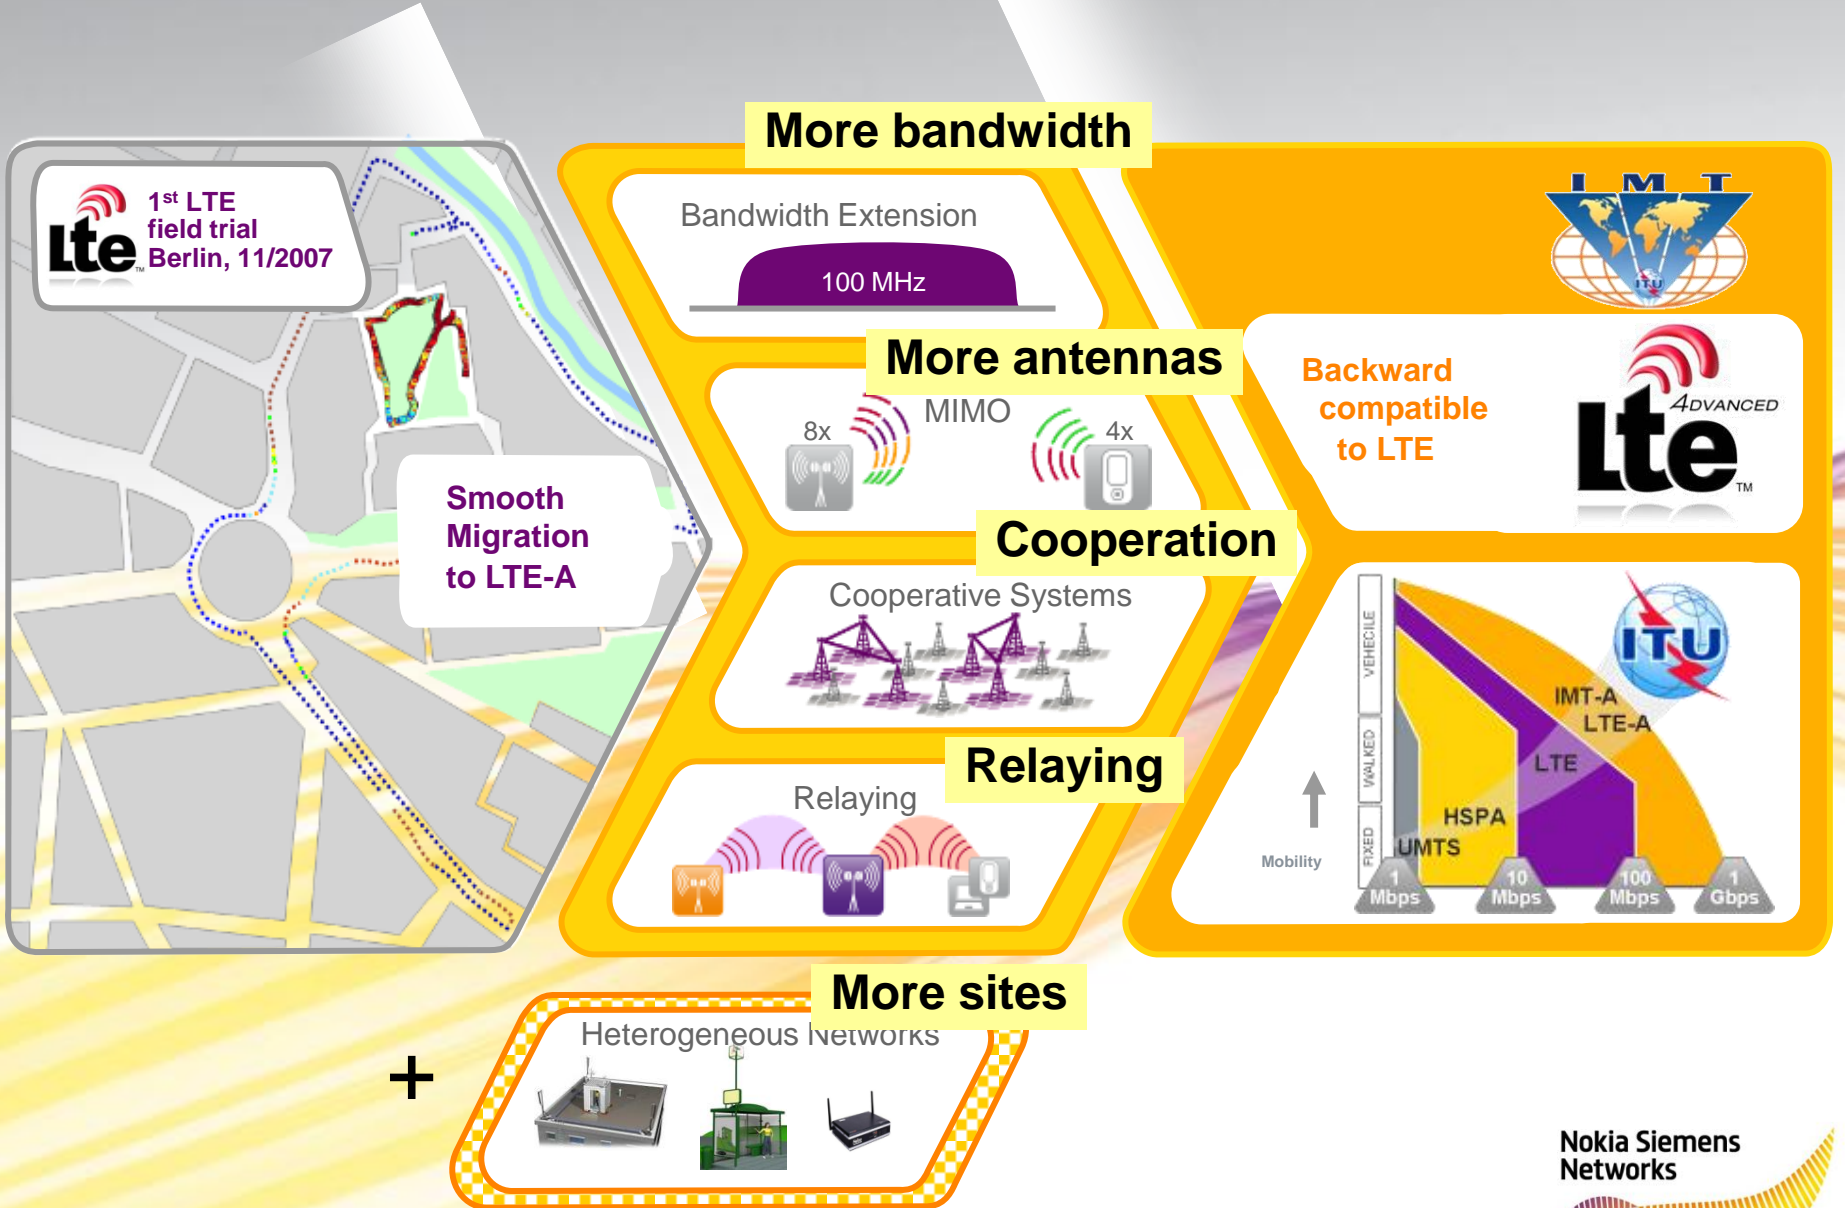 More bandwidth
1st LTE
field trial
Berlin, 11/2007
Lte
TM
Bandwidth Extension
100 MHz
I M T
ITU
More antennas
MIMO
8x
4x
Backward
compatible
to LTE
Lte
ADVANCED
TM
Smooth
Migration
to LTE-A
Cooperation
Cooperative Systems
Relaying
Relaying
VEHECILE
WALKED
FIXED
Mobility
ITU
IMT-A
LTE-A
LTE
HSPA
UMTS
1
Mbps
10
Mbps
100
Mbps
1
Gbps
More sites
Heterogeneous Networks
+
Nokia Siemens
Networks